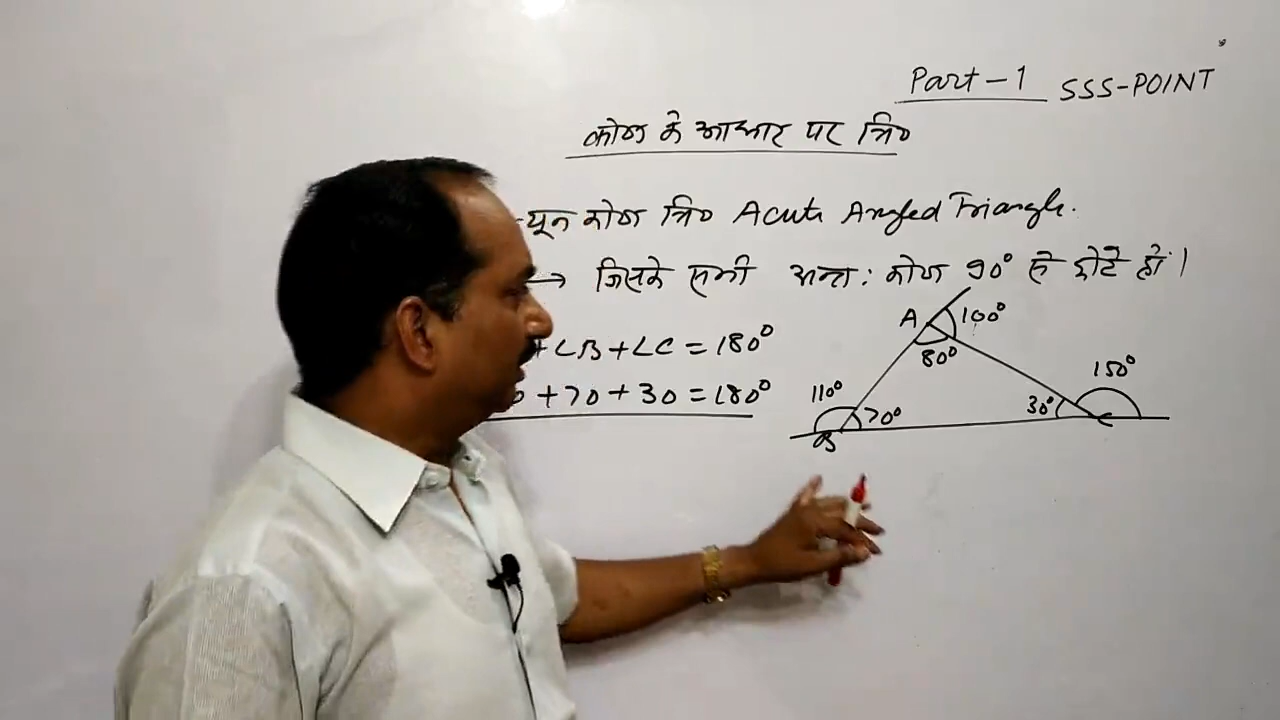 Part-1 SSS-POINT
कोण के आधार पर त्रि०
यून कोण त्रि० Acute Angled Triangle.
→ जिसके सभी अन्तः कोण 90° से छोटे हों।
A 100°
+ ∠B + ∠C = 180°
80°
150°
+ 70 + 30 = 180°
110° 70° 30°
B C